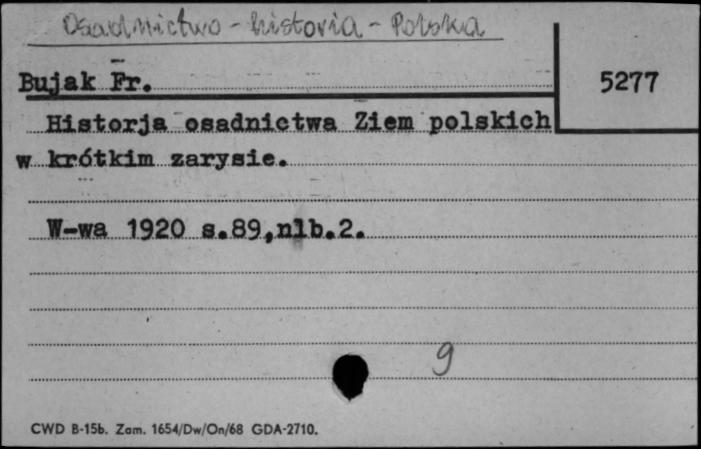 Osadnictwo - historia - Polska
Bujak Fr.
5277
Historja osadnictwa Ziem polskich
w krótkim zarysie.
W-wa 1920 s.89,nlb.2.
9
CWD B-15b. Zam. 1654/Dw/On/68 GDA-2710.